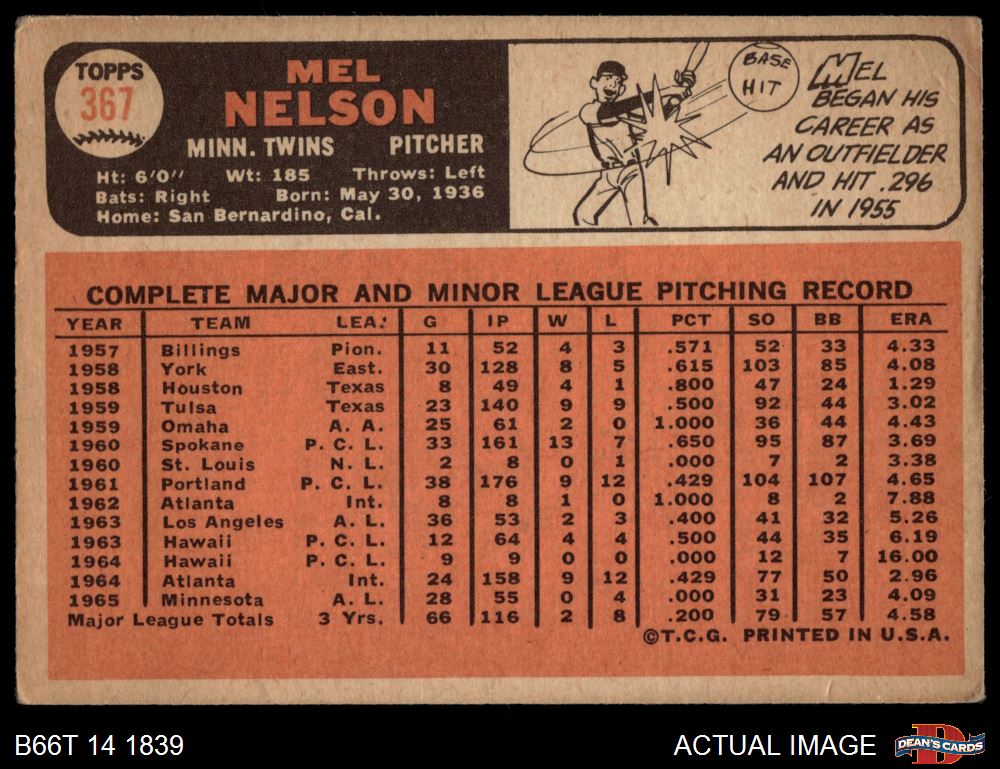 TOPPS
367
MEL
NELSON
MINN. TWINS PITCHER
Ht: 6'0" Wt: 185 Throws: Left
Bats: Right Born: May 30, 1936
Home: San Bernardino, Cal.
BASE
HIT
MEL
BEGAN HIS
CAREER AS
AN OUTFIELDER
AND HIT .296
IN 1955
COMPLETE MAJOR AND MINOR LEAGUE PITCHING RECORD
YEAR TEAM LEA. G IP W L PCT SO BB ERA
1957 Billings Pion. 11 52 4 3 .571 52 33 4.33
1958 York East. 30 128 8 5 .615 103 85 4.08
1958 Houston Texas 8 49 4 1 .800 47 24 1.29
1959 Tulsa Texas 23 140 9 9 .500 92 44 3.02
1959 Omaha A. A. 25 61 2 0 1.000 36 44 4.43
1960 Spokane P. C. L. 33 161 13 7 .650 95 87 3.69
1960 St. Louis N. L. 2 8 0 1 .000 7 2 3.38
1961 Portland P. C. L. 38 176 9 12 .429 104 107 4.65
1962 Atlanta Int. 8 8 1 0 1.000 8 2 7.88
1963 Los Angeles A. L. 36 53 2 3 .400 41 32 5.26
1963 Hawaii P. C. L. 12 64 4 4 .500 44 35 6.19
1964 Hawaii P. C. L. 9 9 0 0 .000 12 7 16.00
1964 Atlanta Int. 24 158 9 12 .429 77 50 2.96
1965 Minnesota A. L. 28 55 0 4 .000 31 23 4.09
Major League Totals 3 Yrs. 66 116 2 8 .200 79 57 4.58
©T.C.G. PRINTED IN U.S.A.
B66T 14 1839
ACTUAL IMAGE
D
DEAN'S CARDS